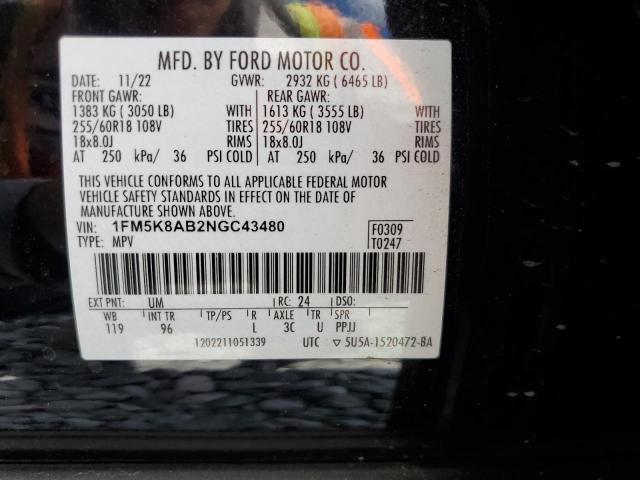 MFD. BY FORD MOTOR CO.
DATE: 11/22 GVWR: 2932 KG ( 6465 LB)
FRONT GAWR: REAR GAWR:
1383 KG ( 3050 LB) WITH 1613 KG ( 3555 LB) WITH
255/60R18 108V TIRES 255/60R18 108V TIRES
18x8.0J RIMS 18x8.0J RIMS
AT 250 kPa/ 36 PSI COLD AT 250 kPa/ 36 PSI COLD
THIS VEHICLE CONFORMS TO ALL APPLICABLE FEDERAL MOTOR
VEHICLE SAFETY STANDARDS IN EFFECT ON THE DATE OF
MANUFACTURE SHOWN ABOVE.
VIN: 1FM5K8AB2NGC43480 F0309
TYPE: MPV T0247
EXT PNT: UM RC: 24 DSO:
WB INT TR TP/PS R AXLE TR SPR
119 96 L 3C U PPJJ
1202211051339 UTC ▽ 5U5A-1520472-BA